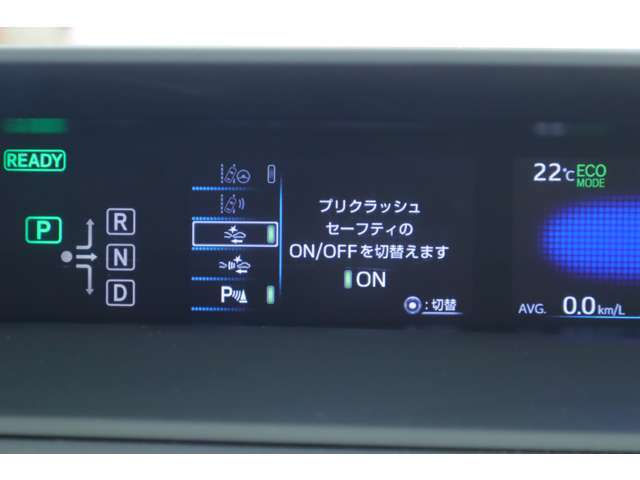 READY
P
R
N
D
P
プリクラッシュ
セーフティの
ON/OFFを切替えます
ON
:切替
22℃ ECO
MODE
AVG. 0.0 km/L